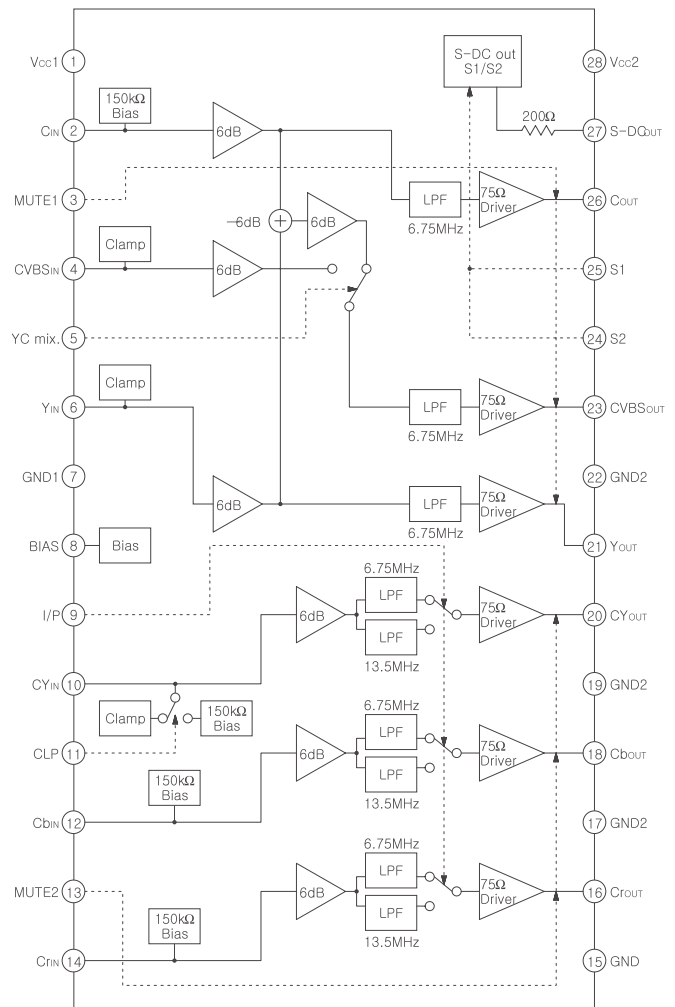 S-DC out
S1/S2
Vcc1 1
28 Vcc2
150kΩ
Bias
200Ω
CIN 2
6dB
27 S-DCOUT
MUTE1 3
LPF
75Ω
Driver
26 COUT
6.75MHz
−6dB
+
6dB
Clamp
CVBSIN 4
6dB
25 S1
YC mix. 5
24 S2
Clamp
YIN 6
LPF
75Ω
Driver
23 CVBSOUT
6.75MHz
GND1 7
22 GND2
6dB
LPF
75Ω
Driver
6.75MHz
BIAS 8
Bias
21 YOUT
6.75MHz
I/P 9
6dB
LPF
75Ω
Driver
20 CYOUT
LPF
13.5MHz
CYIN 10
19 GND2
Clamp
150kΩ
Bias
6.75MHz
CLP 11
6dB
LPF
75Ω
Driver
18 CbOUT
LPF
13.5MHz
150kΩ
Bias
CbIN 12
17 GND2
6.75MHz
MUTE2 13
6dB
LPF
75Ω
Driver
16 CrOUT
LPF
13.5MHz
150kΩ
Bias
CrIN 14
15 GND